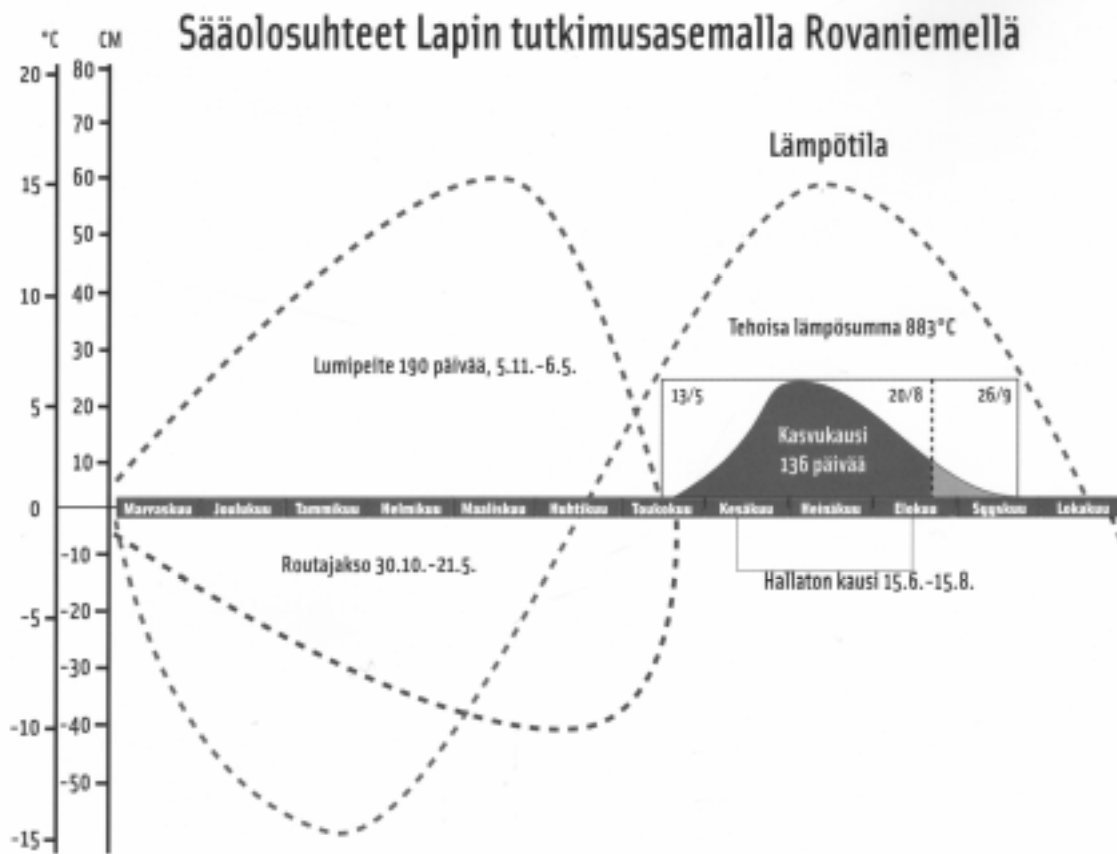 Sääolosuhteet Lapin tutkimusasemalla Rovaniemellä
°C CM
20
15
10
5
0
-5
-10
-15
80
70
60
50
40
30
20
10
-10
-20
-30
-40
-50
Lämpötila
Tehoisa lämpösumma 883°C
Lumipeite 190 päivää, 5.11.-6.5.
13/5 20/8 26/9
Kasvukausi
136 päivää
Marraskuu Joulukuu Tammikuu Helmikuu Maaliskuu Huhtikuu Toukokuu Kesäkuu Heinäkuu Elokuu Syyskuu Lokakuu
Routajakso 30.10.-21.5.
Hallaton kausi 15.6.-15.8.